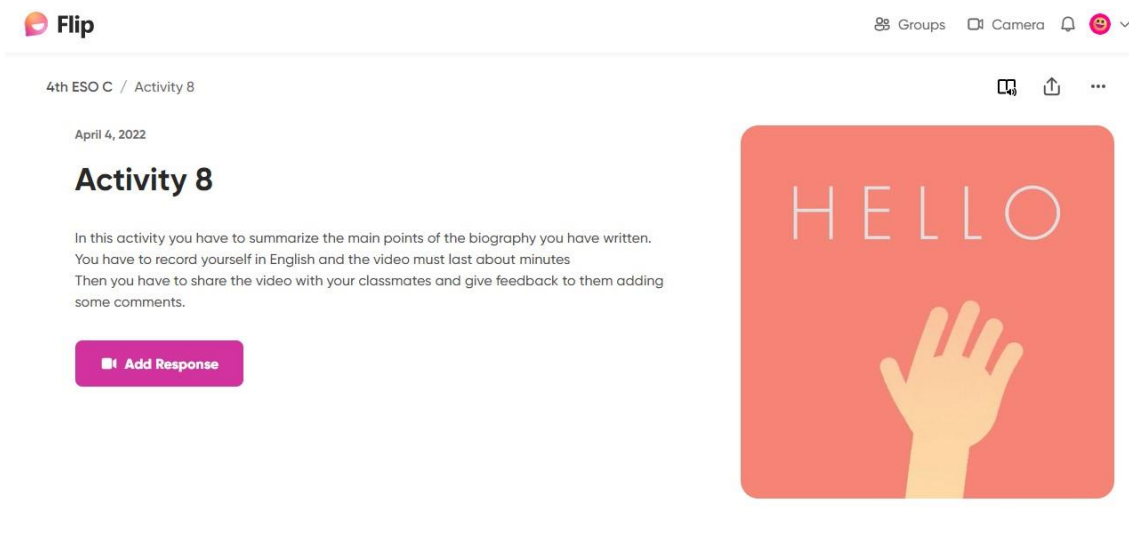 Flip
Groups Camera
4th ESO C / Activity 8
April 4, 2022
Activity 8
HELLO
In this activity you have to summarize the main points of the biography you have written.
You have to record yourself in English and the video must last about minutes
Then you have to share the video with your classmates and give feedback to them adding
some comments.
Add Response